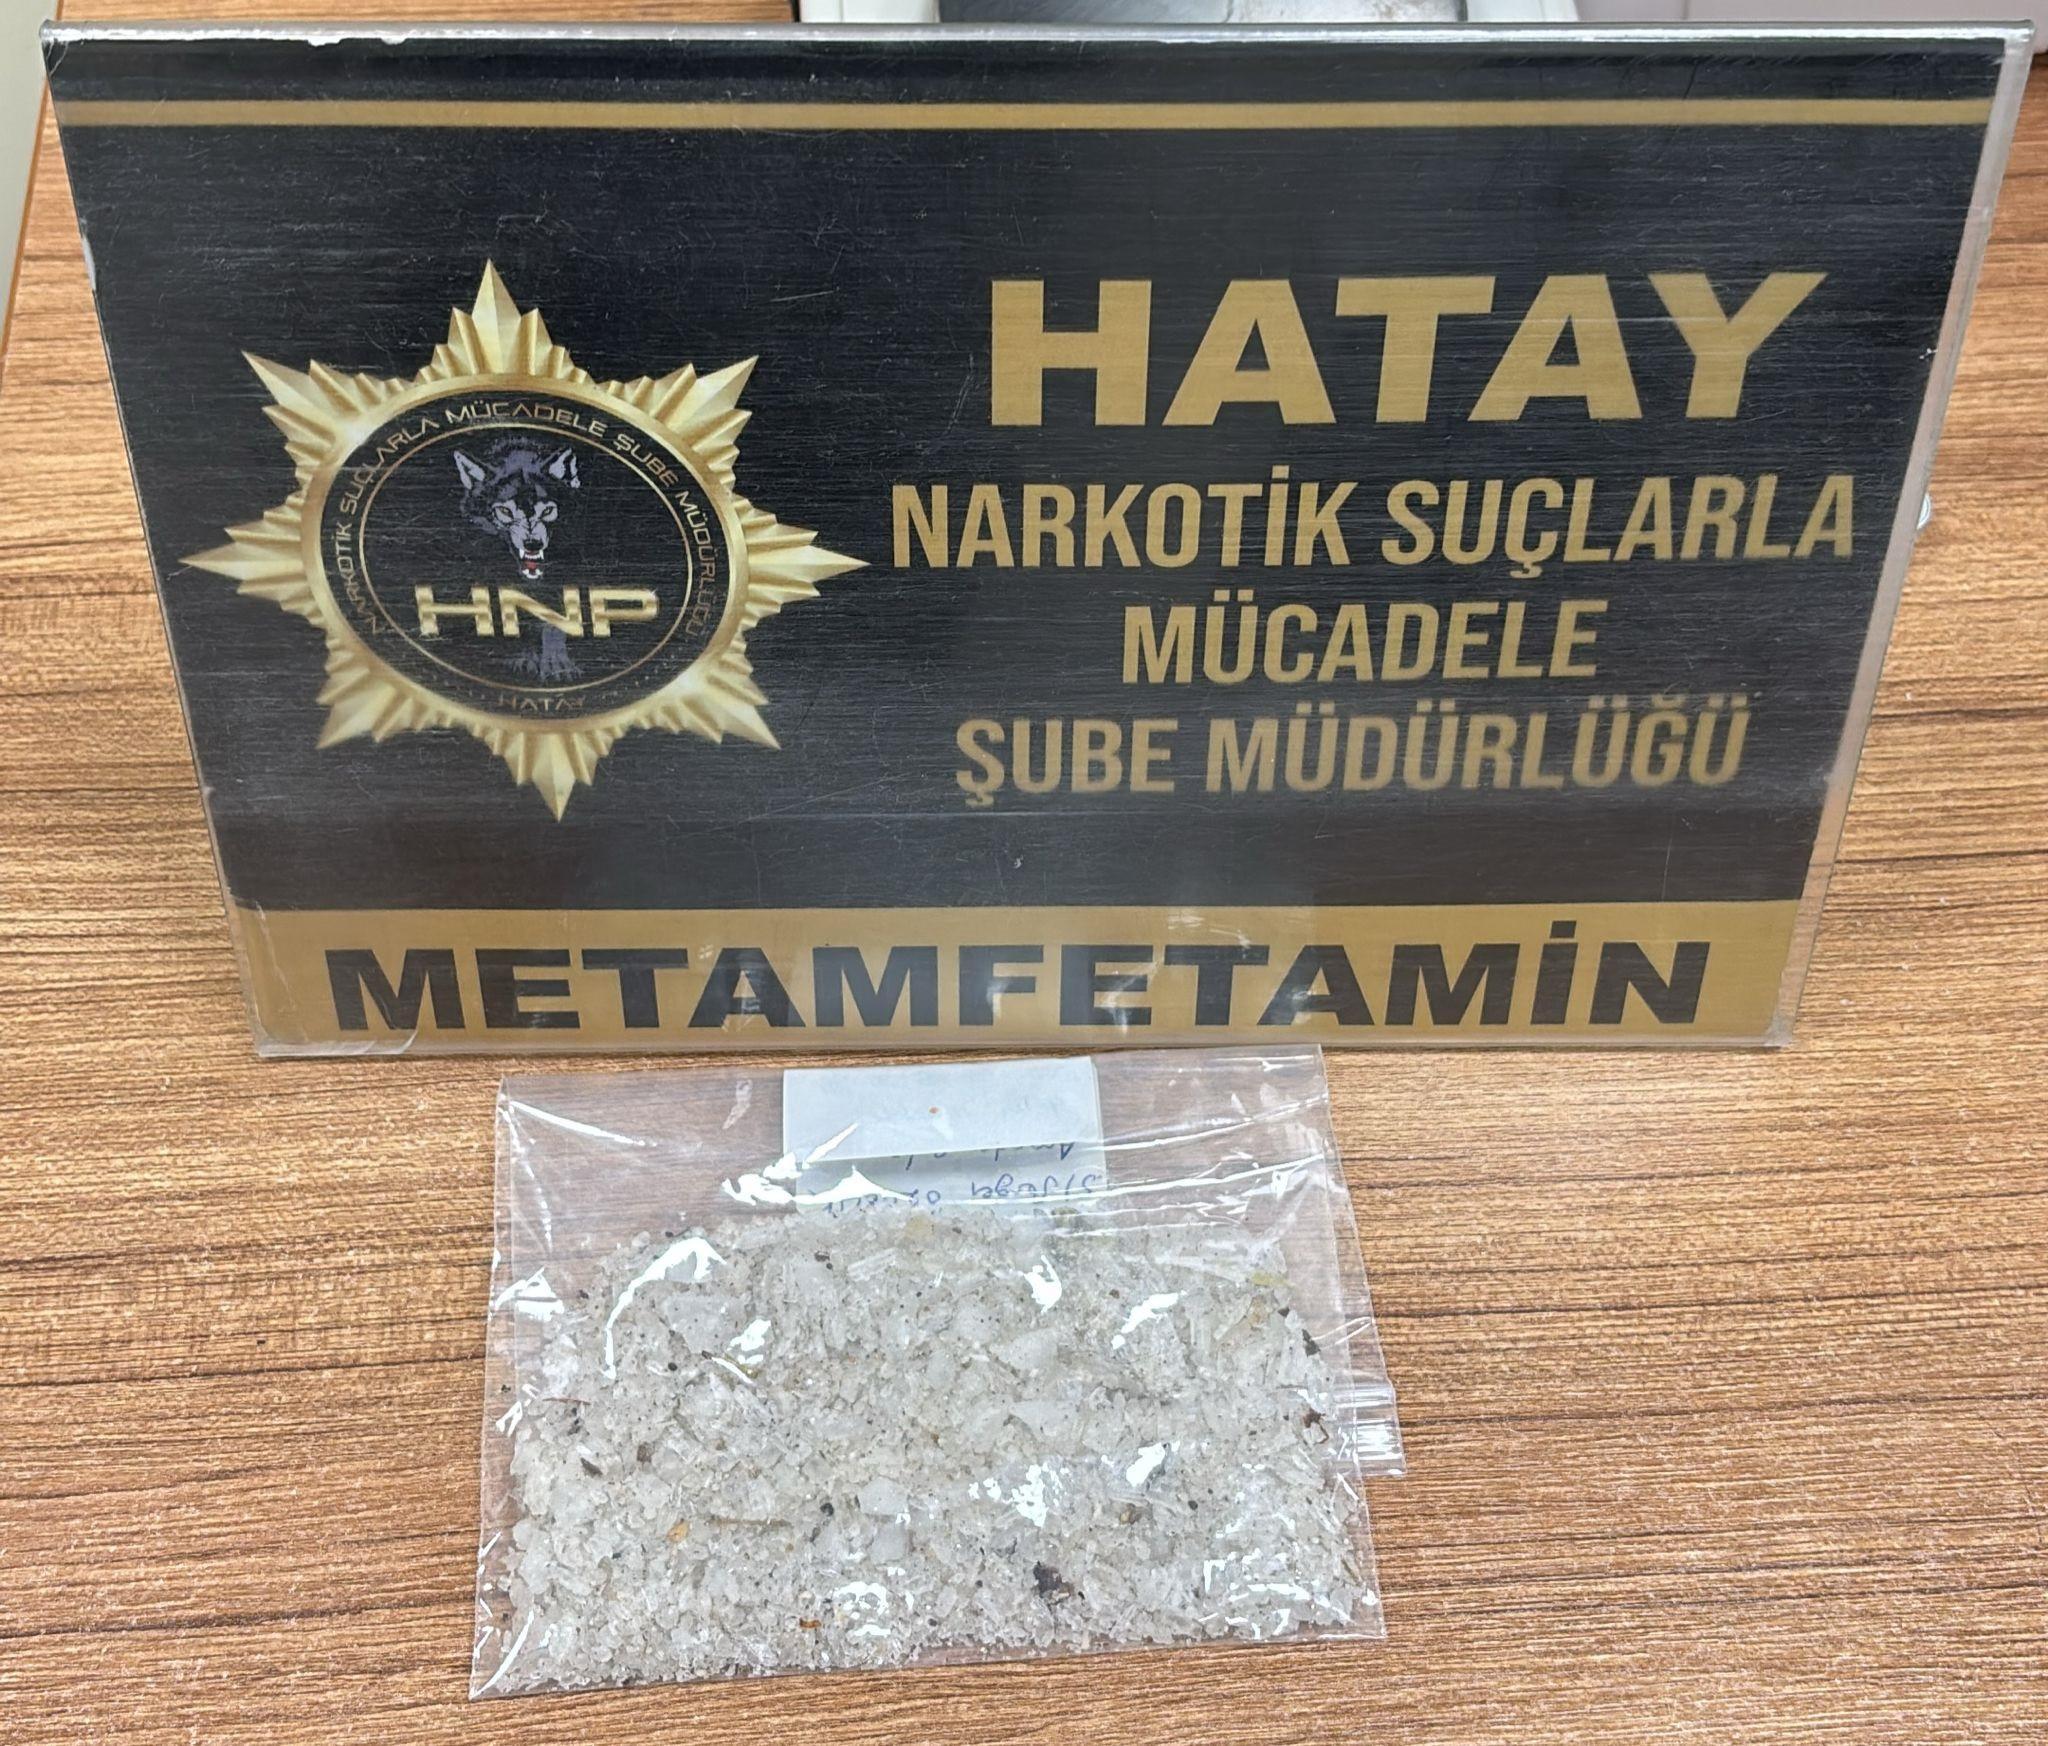 HATAY
NARKOTİK SUÇLARLA
MÜCADELE
ŞUBE MÜDÜRLÜĞÜ
NARKOTİK SUÇLARLA MÜCADELE ŞUBE MÜDÜRLÜĞÜ
HNP
HATAY
METAMFETAMİN